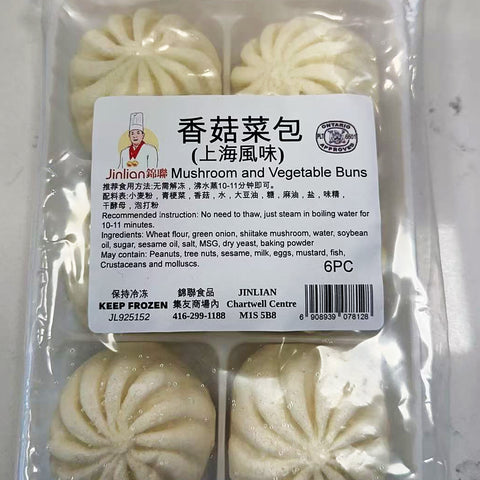 香菇菜包
(上海風味)
ONTARIO
APPROVED
Jinlian錦聯 Mushroom and Vegetable Buns
推荐食用方法:无需解冻，沸水蒸10-11分钟即可。
配料表:小麦粉，青梗菜，香菇，水，大豆油，糖，麻油，盐，味精，
干酵母，泡打粉
Recommended Instruction: No need to thaw, just steam in boiling water for
10-11 minutes.
Ingredients: Wheat flour, green onion, shiitake mushroom, water, soybean
oil, sugar, sesame oil, salt, MSG, dry yeast, baking powder
May contain: Peanuts, tree nuts, sesame, milk, eggs, mustard, fish,
Crustaceans and molluscs.
6PC
保持冷冻
KEEP FROZEN
JL925152
錦聯食品
集友商場內
416-299-1188
JINLIAN
Chartwell Centre
M1S 5B8
6 908939 078128